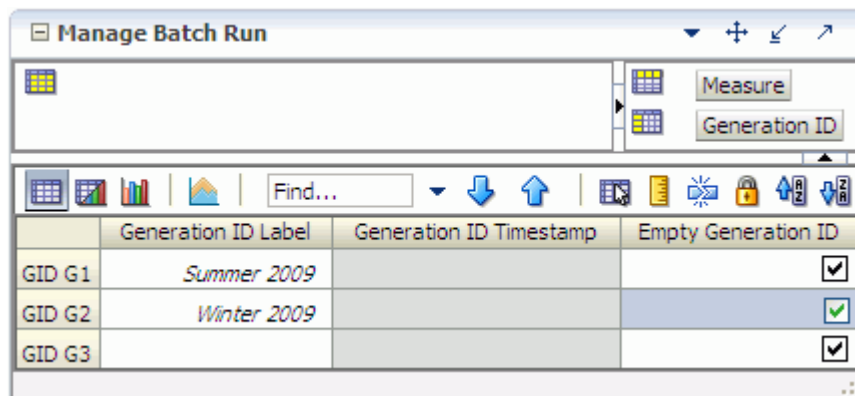 Manage Batch Run
Measure
Generation ID
Find...
Generation ID Label Generation ID Timestamp Empty Generation ID
GID G1 Summer 2009
GID G2 Winter 2009
GID G3